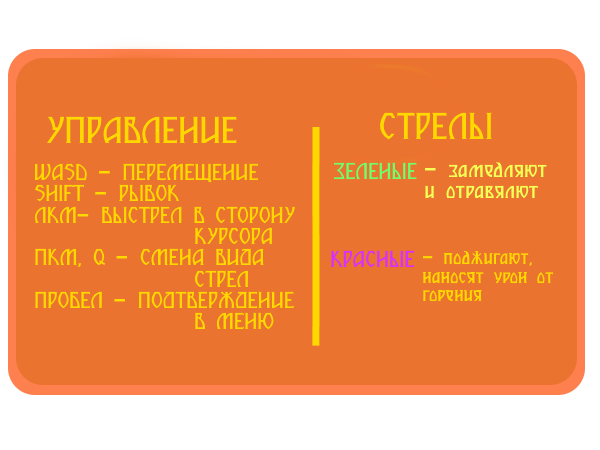 УПРАВЛЕНИЕ
WASD – ПЕРЕМЕЩЕНИЕ
SHIFT – РЫВОК
ЛКМ– ВЫСТРЕЛ В СТОРОНУ
КУРСОРА
ПКМ, Q – СМЕНА ВИДА
СТРЕЛ
ПРОБЕЛ – ПОДТВЕРЖДЕНИЕ
В МЕНЮ
СТРЕЛЫ
ЗЕЛЕНЫЕ – замедляют
и отравялют
КРАСНЫЕ – поджигают,
наносят урон от
горения